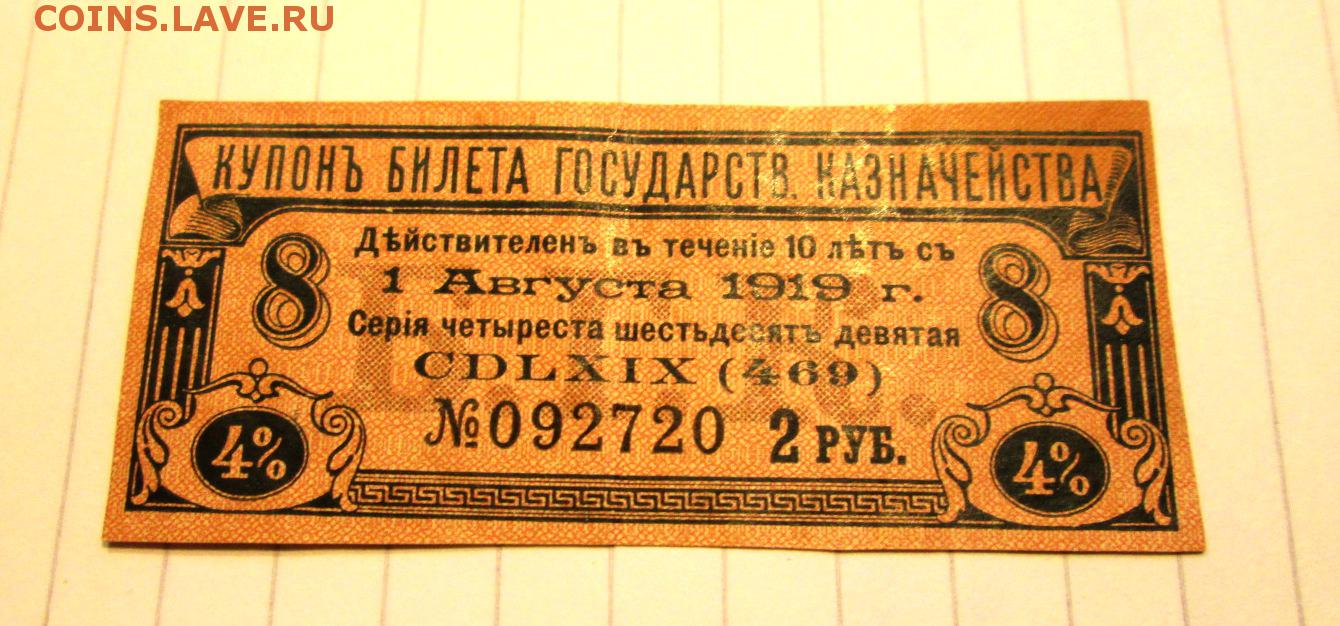 COINS.LAVE.RU
КУПОНЪ БИЛЕТА ГОСУДАРСТВ. КАЗНАЧЕЙСТВА
Дѣйствителенъ въ теченіе 10 лѣтъ съ
8 1 Августа 1919 г. 8
Серія четыреста шестьдесятъ девятая
CDLXIX (469)
№092720 2 РУБ.
4% 4%